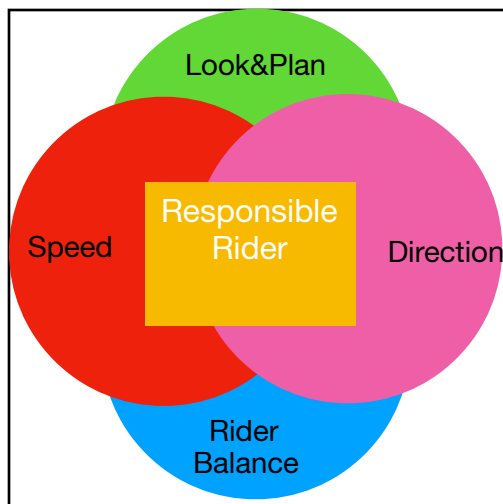 Look&Plan
Responsible
Rider
Speed
Direction
Rider
Balance